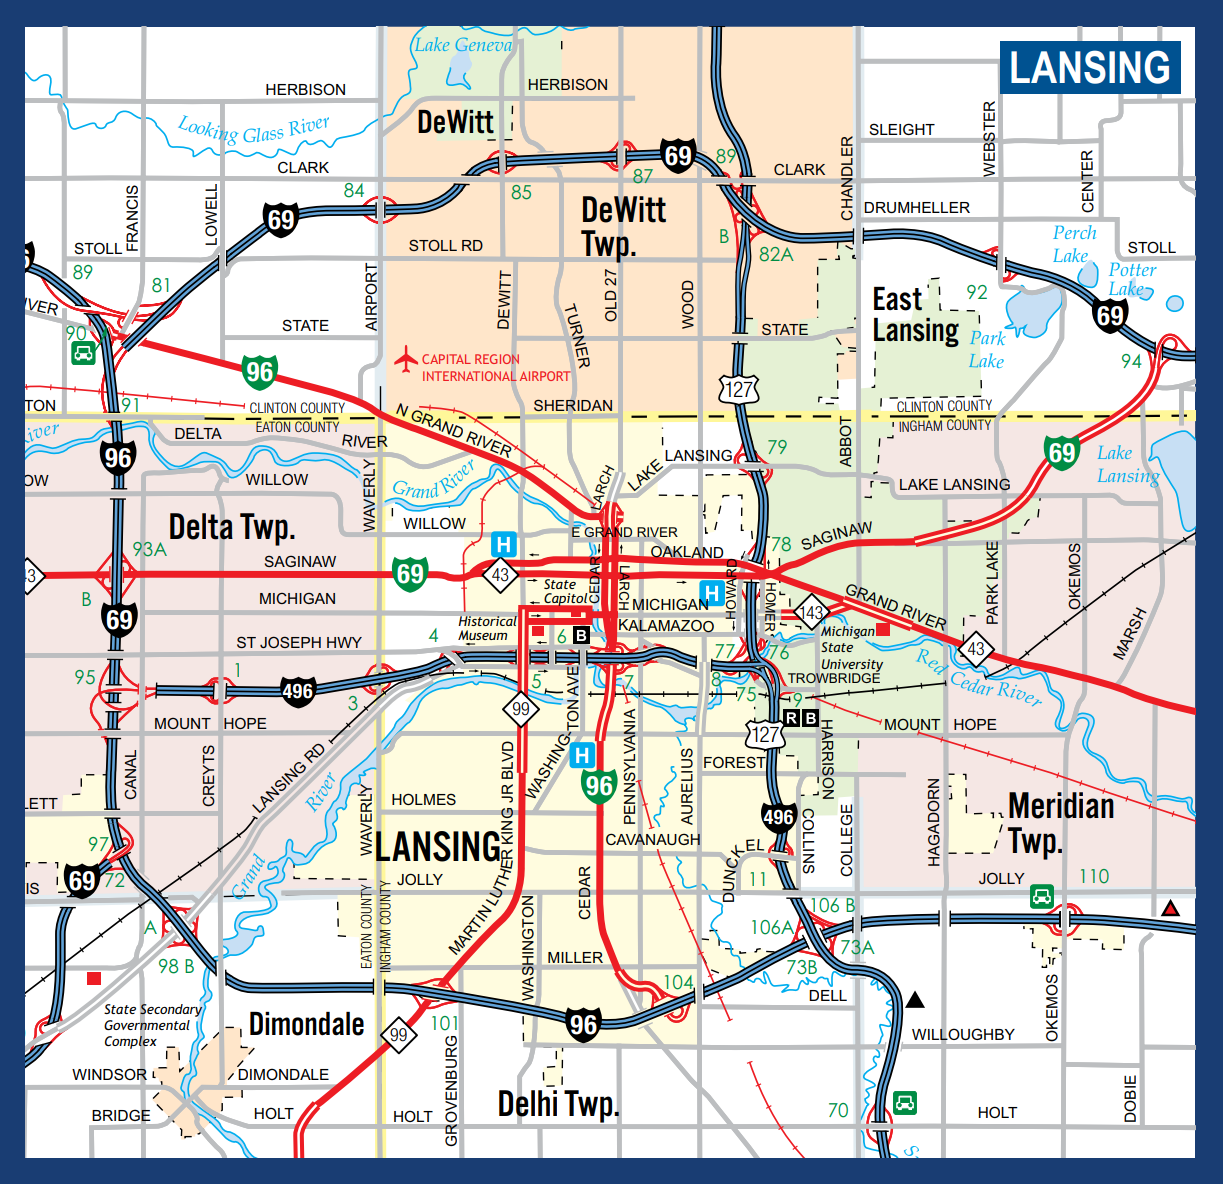 LANSING
Lake Geneva
HERBISON
HERBISON
DeWitt
Looking Glass River
SLEIGHT
WEBSTER
CENTER
CHANDLER
CLARK
69
89
CLARK
84
85
87
FRANCIS
LOWELL
DeWitt
Twp.
DRUMHELLER
69
B
82A
STOLL
STOLL RD
Perch
Lake
STOLL
89
81
92
Potter
Lake
AIRPORT
DEWITT
TURNER
OLD 27
WOOD
East
Lansing
69
IVER
90
STATE
STATE
Park
Lake
94
CAPITAL REGION
INTERNATIONAL AIRPORT
96
127
91
TON
CLINTON COUNTY
EATON COUNTY
SHERIDAN
CLINTON COUNTY
INGHAM COUNTY
N GRAND RIVER
River
DELTA
RIVER
79
ABBOT
69
Lake
Lansing
96
LANSING
LAKE
LARCH
OW
WILLOW
WAVERLY
Grand River
LAKE LANSING
Delta Twp.
WILLOW
E GRAND RIVER
SAGINAW
93A
H
78
43
SAGINAW
69
43
OAKLAND
B
MICHIGAN
State
Capitol
CEDAR
LARCH
MICHIGAN
H
HOWARD
HOMER
143
GRAND RIVER
PARK LAKE
OKEMOS
MARSH
69
ST JOSEPH HWY
4
Historical
Museum
6
B
KALAMAZOO
Michigan
State
University
43
77
76
95
1
496
3
5
7
8
75
9
TROWBRIDGE
Red Cedar River
99
MOUNT HOPE
127
R B
MOUNT HOPE
CANAL
CREYTS
LANSING RD
River
WASHING-TON AVE
H
PENNSYLVANIA
AURELIUS
FOREST
HARRISON
LETT
WAVERLY
HOLMES
MARTIN LUTHER KING JR BLVD
96
496
HAGADORN
Meridian
Twp.
97
LANSING
CAVANAUGH
DUNCKEL
COLLINS
COLLEGE
69
72
IS
Grand
JOLLY
CEDAR
11
JOLLY
110
EATON COUNTY
INGHAM COUNTY
WASHINGTON
106 B
106A
73A
A
98 B
MILLER
104
73B
DELL
State Secondary
Governmental
Complex
Dimondale
99
101
96
WILLOUGHBY
OKEMOS
WINDSOR
DIMONDALE
GROVENBURG
Delhi Twp.
DOBIE
BRIDGE
HOLT
HOLT
70
HOLT